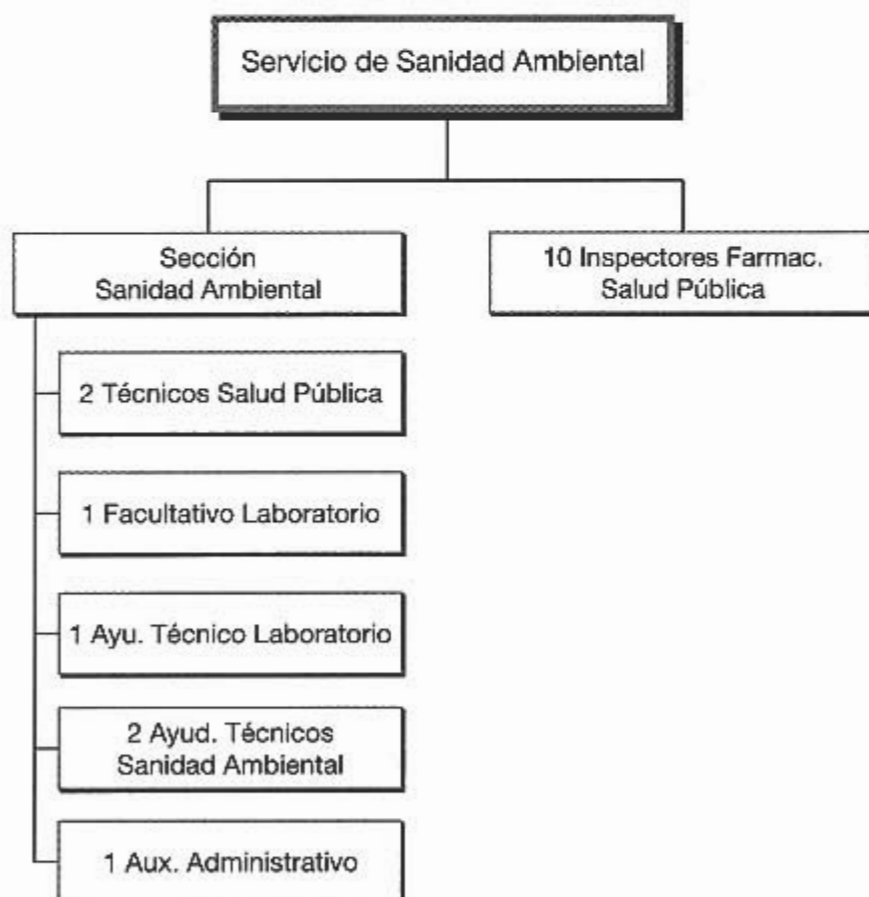 Servicio de Sanidad Ambiental
Sección
Sanidad Ambiental
10 Inspectores Farmac.
Salud Pública
2 Técnicos Salud Pública
1 Facultativo Laboratorio
1 Ayu. Técnico Laboratorio
2 Ayud. Técnicos
Sanidad Ambiental
1 Aux. Administrativo